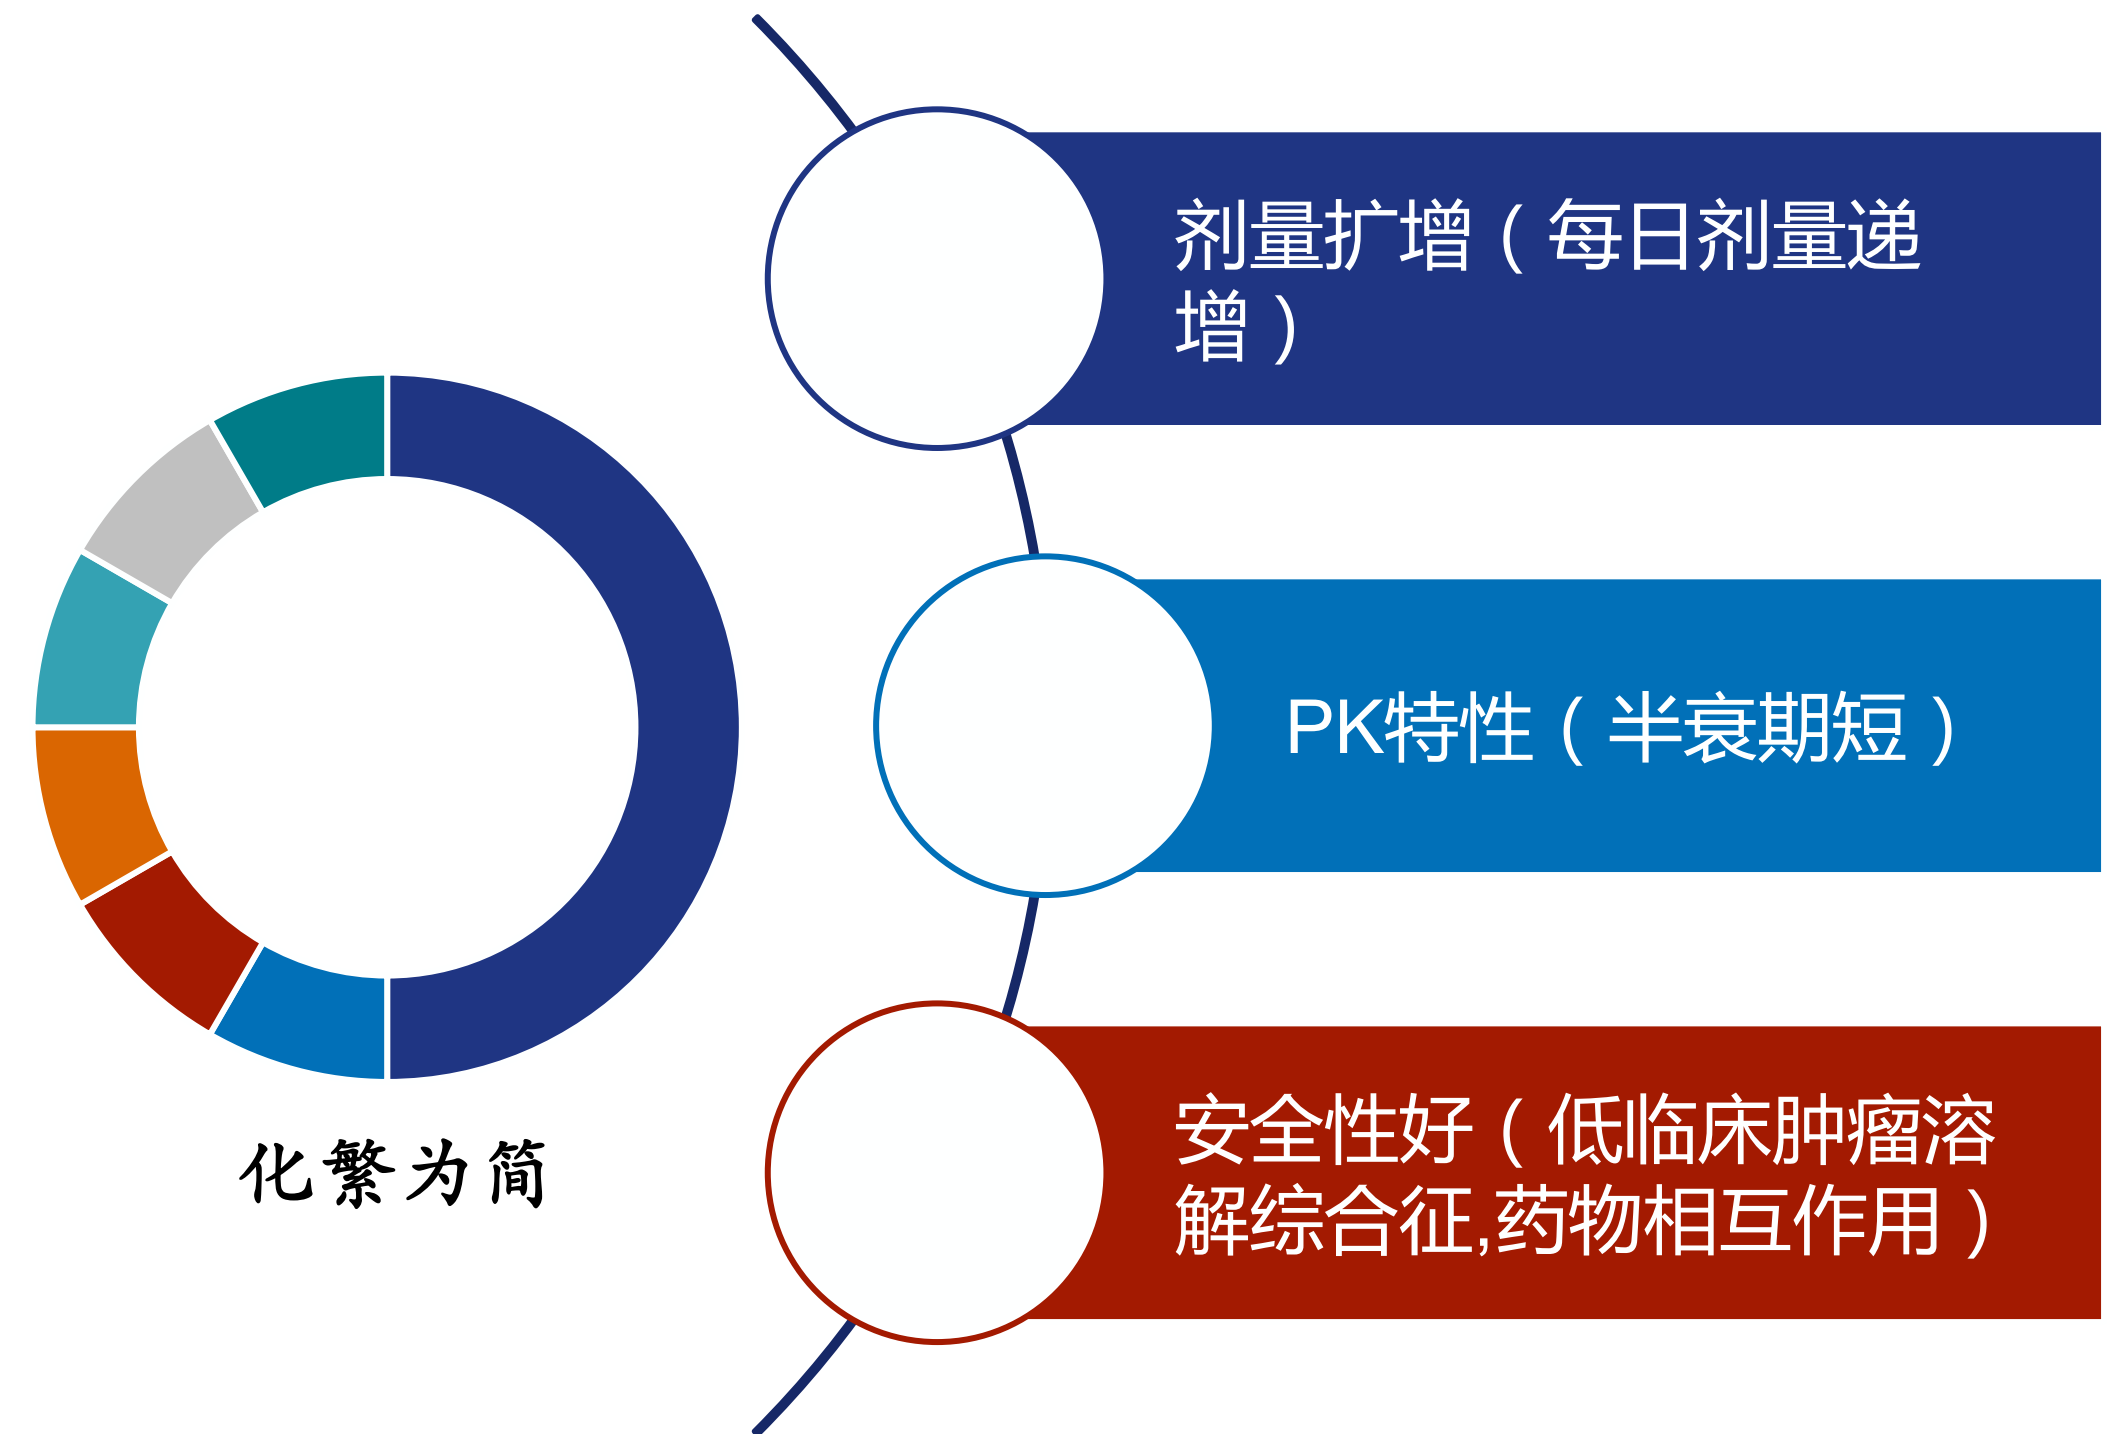 剂量扩增（每日剂量递
增）
PK特性（半衰期短）
安全性好（低临床肿瘤溶
解综合征,药物相互作用）
化繁为简